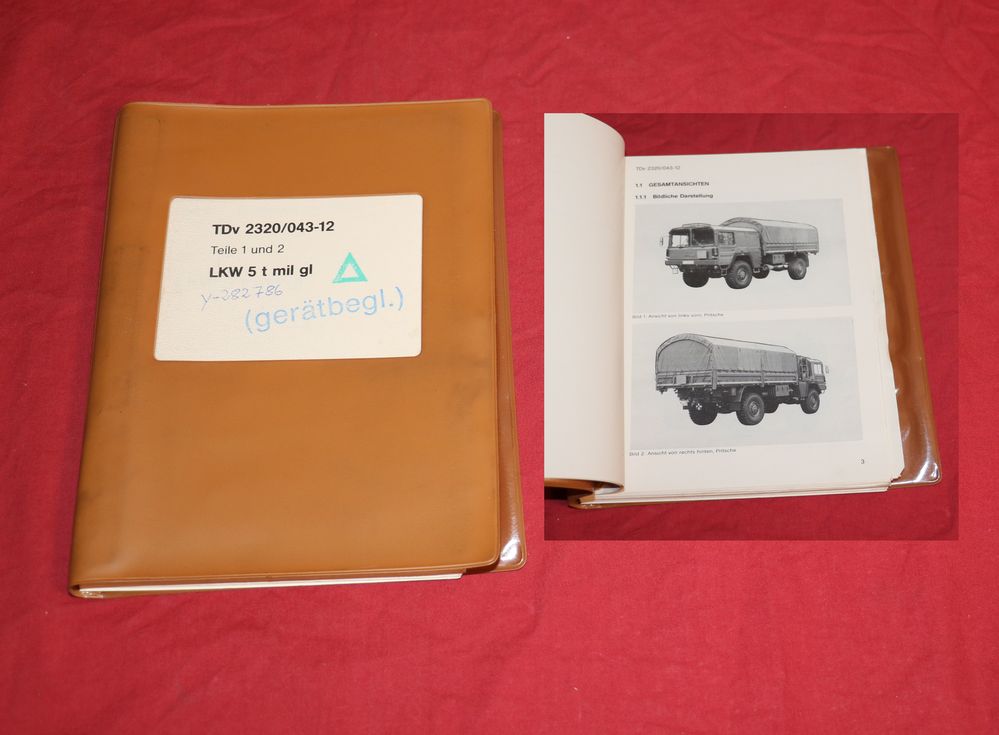 TDv 2320/043-12
Teile 1 und 2
LKW 5 t mil gl
y-282786
(gerätbegl.)
TDv 2320/043-12
1.1 GESAMTANSICHTEN
1.1.1 Bildliche Darstellung
Bild 1: Ansicht von links vorn, Pritsche
Bild 2: Ansicht von rechts hinten, Pritsche
3